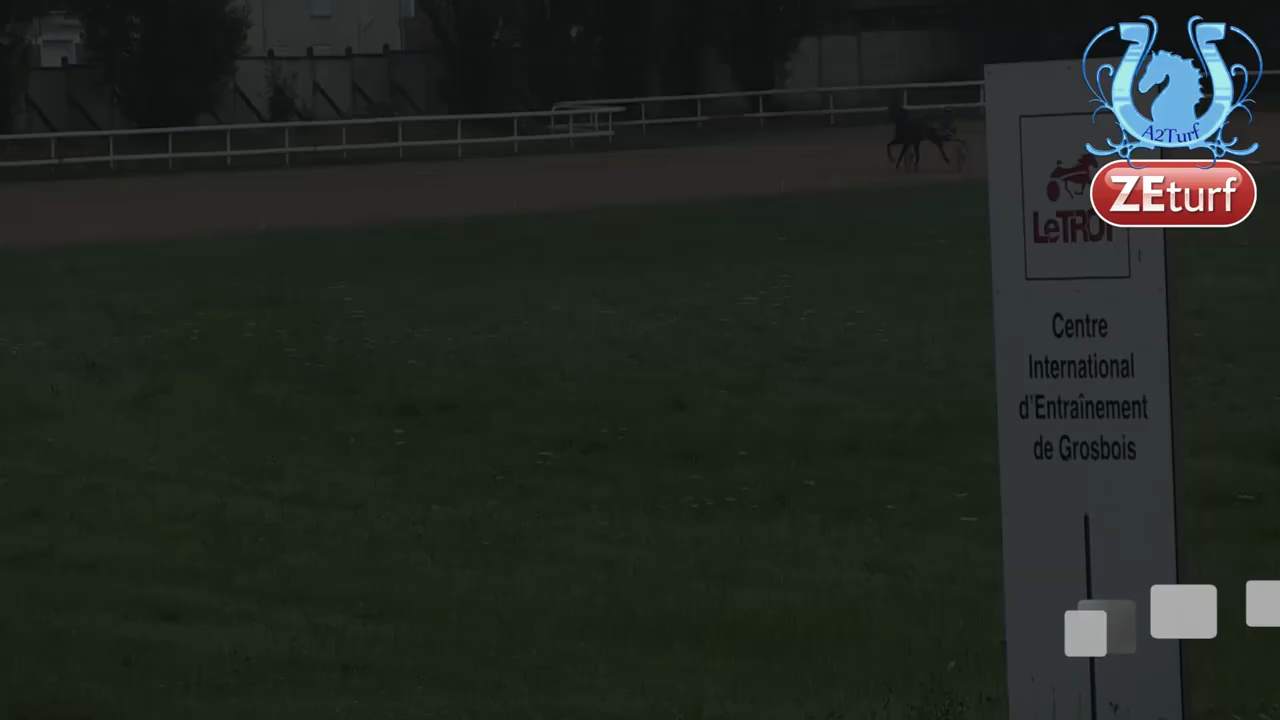 A2Turf
ZEturf
LeTROT
Centre
International
d'Entraînement
de Grosbois